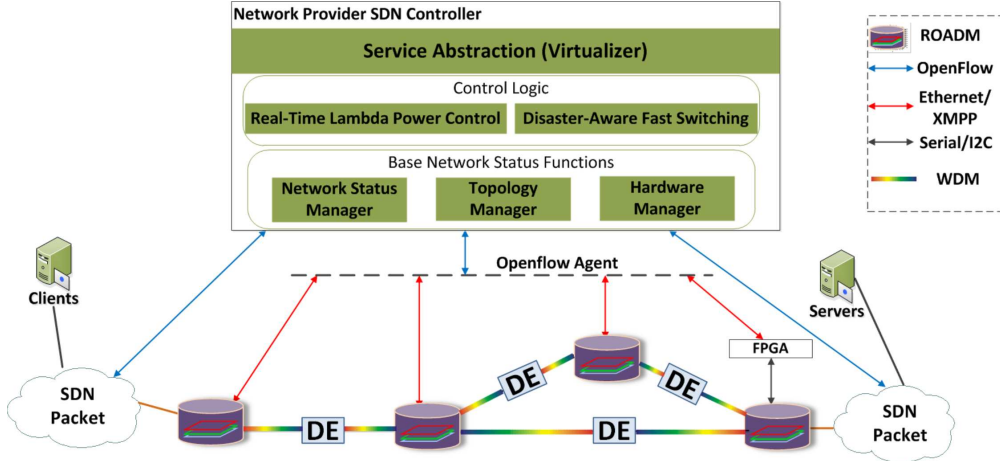 Network Provider SDN Controller
Service Abstraction (Virtualizer)
Control Logic
Real-Time Lambda Power Control
Disaster-Aware Fast Switching
Base Network Status Functions
Network Status
Manager
Topology
Manager
Hardware
Manager
ROADM
OpenFlow
Ethernet/
XMPP
Serial/I2C
WDM
Openflow Agent
Clients
Servers
FPGA
SDN
Packet
DE
DE
DE
DE
SDN
Packet